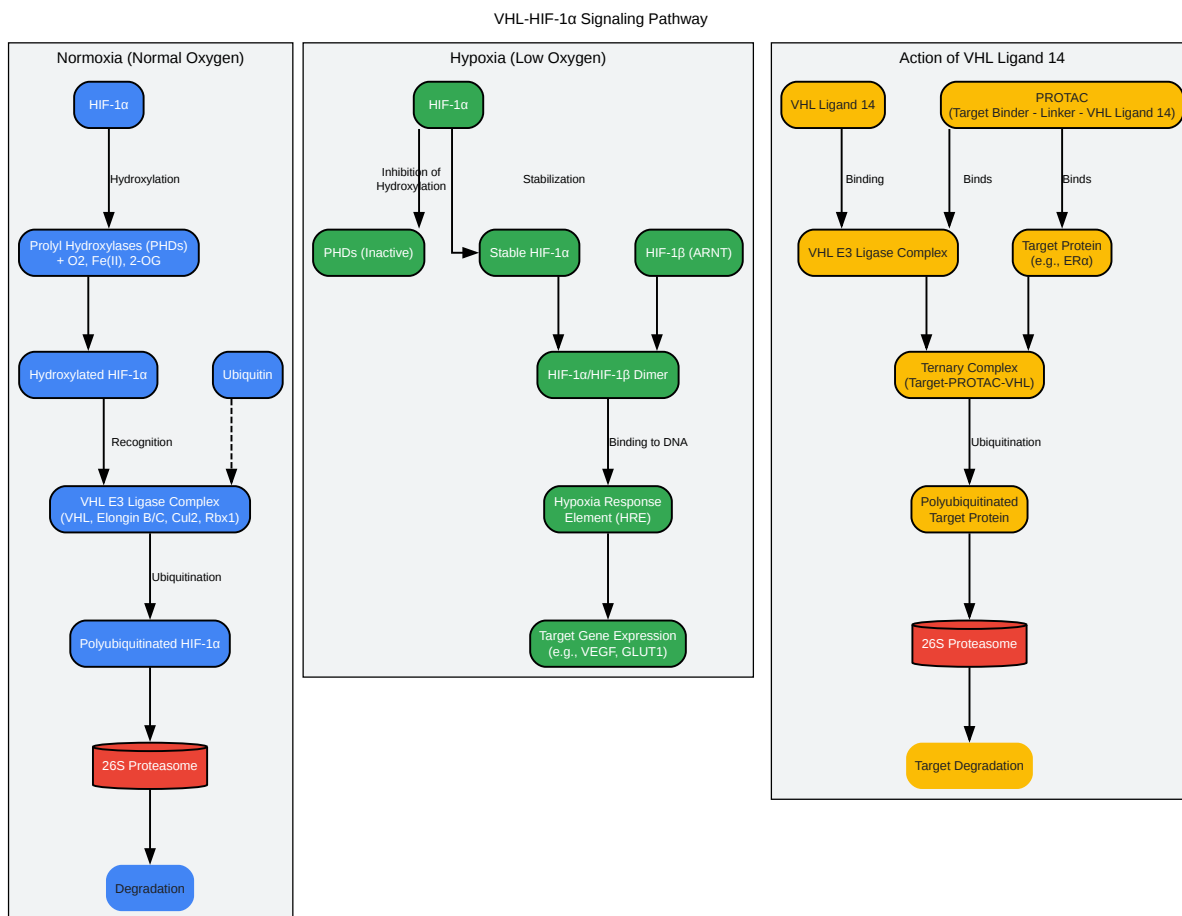 VHL-HIF-1α Signaling Pathway
Normoxia (Normal Oxygen)
HIF-1α
Hydroxylation
Prolyl Hydroxylases (PHDs)
+ O2, Fe(II), 2-OG
Hydroxylated HIF-1α
Ubiquitin
Recognition
VHL E3 Ligase Complex
(VHL, Elongin B/C, Cul2, Rbx1)
Ubiquitination
Polyubiquitinated HIF-1α
26S Proteasome
Degradation
Hypoxia (Low Oxygen)
HIF-1α
Inhibition of
Hydroxylation
Stabilization
PHDs (Inactive)
Stable HIF-1α
HIF-1β (ARNT)
HIF-1α/HIF-1β Dimer
Binding to DNA
Hypoxia Response
Element (HRE)
Target Gene Expression
(e.g., VEGF, GLUT1)
Action of VHL Ligand 14
VHL Ligand 14
PROTAC
(Target Binder - Linker - VHL Ligand 14)
Binding
Binds
Binds
VHL E3 Ligase Complex
Target Protein
(e.g., ERα)
Ternary Complex
(Target-PROTAC-VHL)
Ubiquitination
Polyubiquitinated
Target Protein
26S Proteasome
Target Degradation